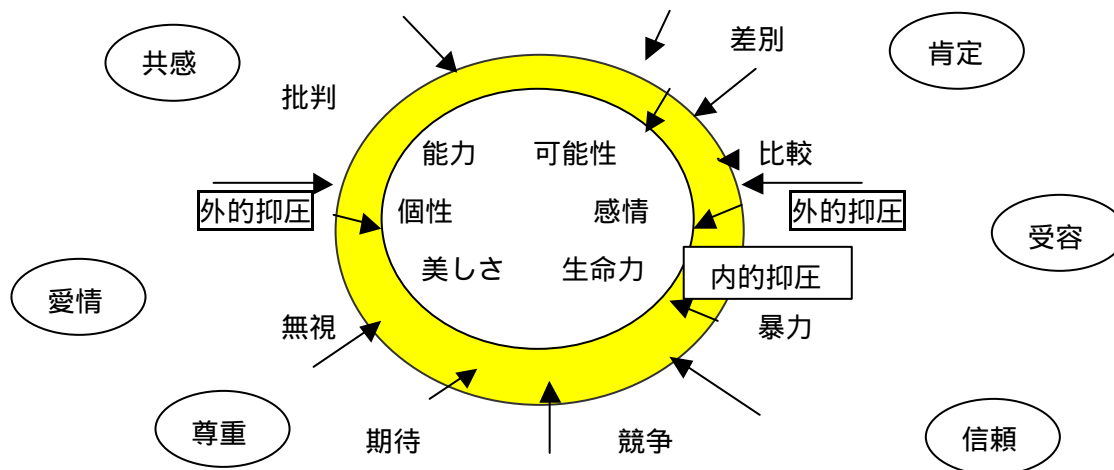 差別
共感
肯定
批判
能力
可能性
比較
外的抑圧
個性
感情
外的抑圧
受容
美しさ
生命力
内的抑圧
愛情
無視
暴力
尊重
期待
競争
信頼